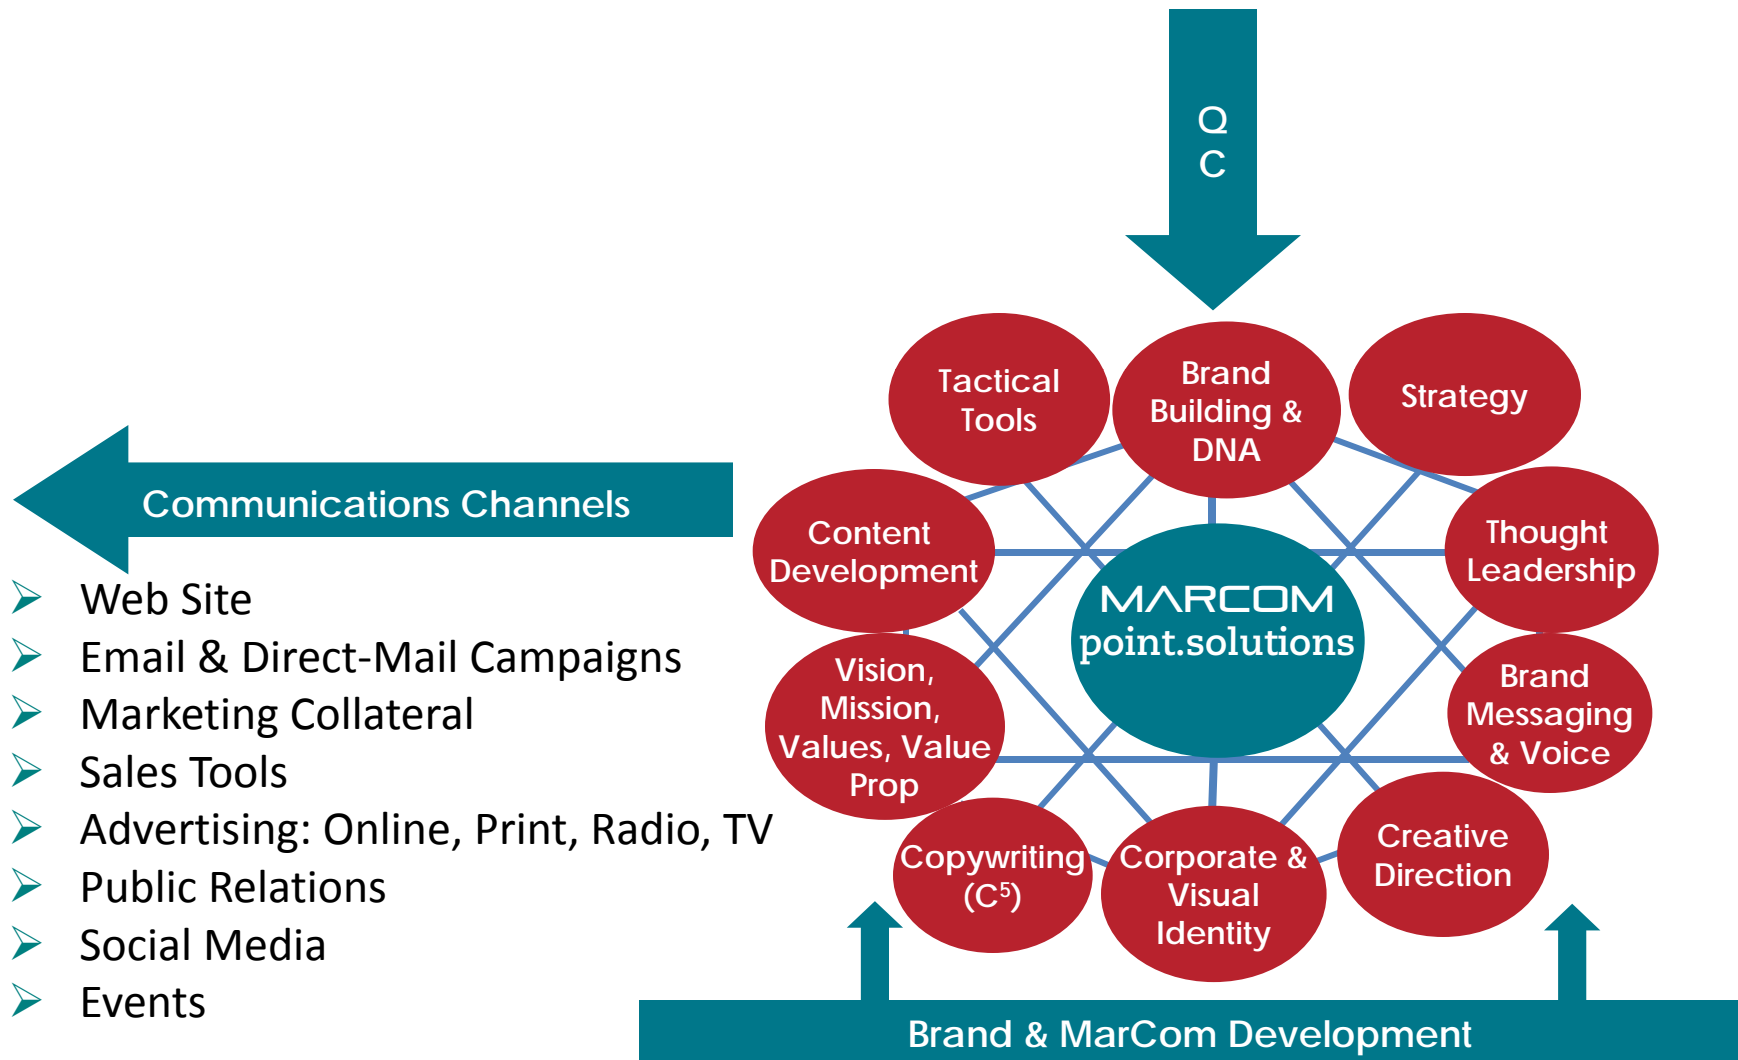 Q
C
Tactical
Tools
Brand
Building &
DNA
Strategy
Communications Channels
Content
Development
Thought
Leadership
MARCOM
point.solutions
Web Site
Email & Direct-Mail Campaigns
Marketing Collateral
Sales Tools
Advertising: Online, Print, Radio, TV
Public Relations
Social Media
Events
Vision,
Mission,
Values, Value
Prop
Brand
Messaging
& Voice
Copywriting
(C⁵)
Corporate &
Visual
Identity
Creative
Direction
Brand & MarCom Development